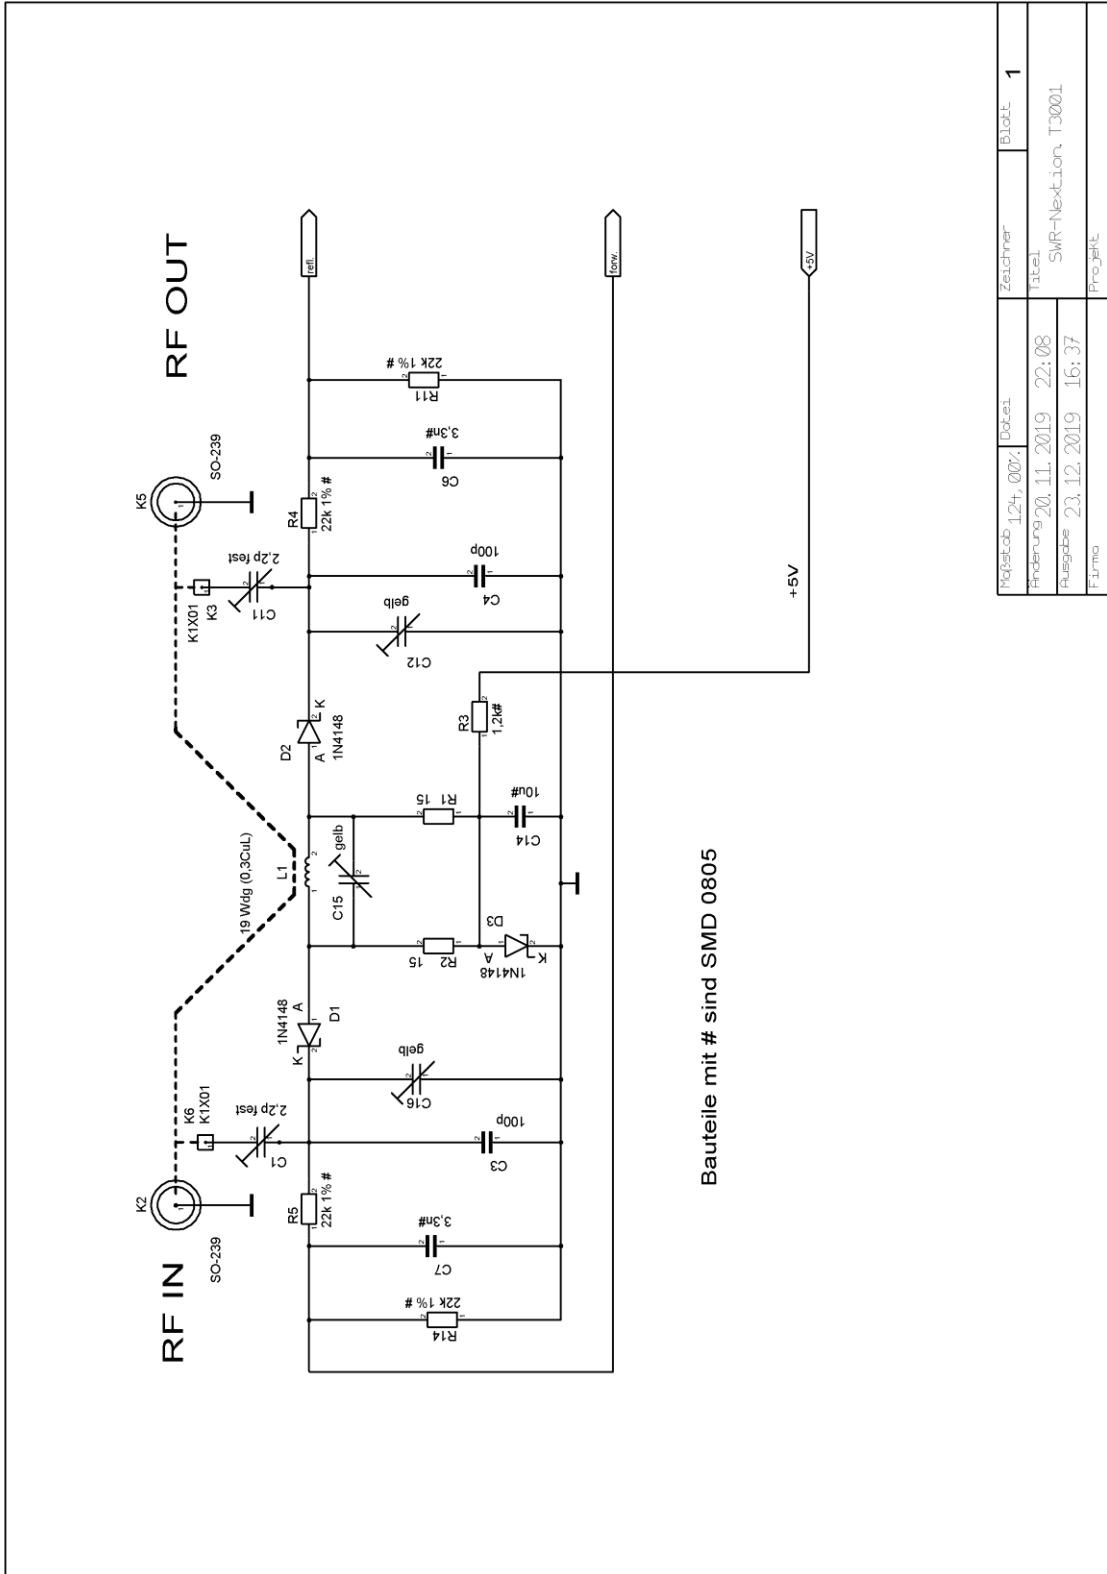 RF IN
RF OUT
K2
SO-239
K5
SO-239
K6
K1X01
K1X01
K3
2,2p fest
C1
2,2p fest
C11
19 Wdg (0,3CuL)
L1
1
2
R5
22k 1% #
1N4148
A
K
D1
D2
A
K
1N4148
R4
22k 1% #
refl.
R14
22k 1% #
C7
3,3n#
C3
100p
C16
gelb
C15
gelb
R2
15
R1
15
D3
A
K
1N4148
C14
10u#
R3
1,2k#
C12
gelb
C4
100p
C6
3,3n#
R11
22k 1% #
forw.
+5V
+5V
Bauteile mit # sind SMD 0805
Maßstab 124,00%
Datei
Zeichner
Blatt 1
Änderung 20.11.2019 22:08
Titel
SWR-Nextion T3001
Ausgabe 23.12.2019 16:37
Firma
Projekt